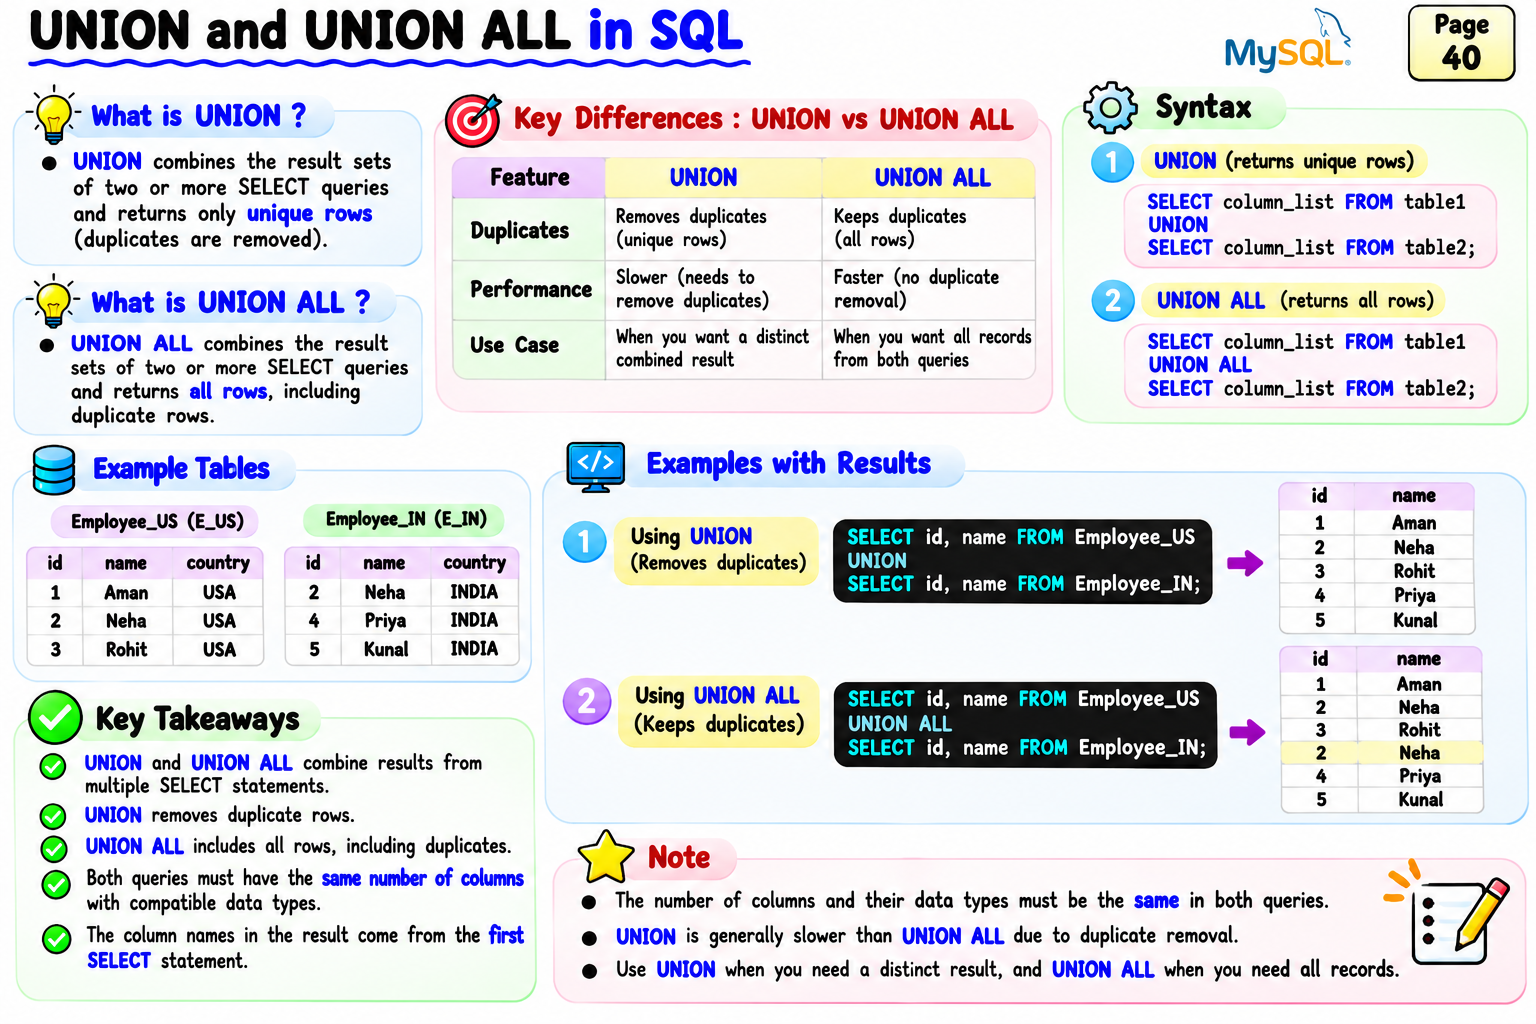 UNION and UNION ALL in SQL
MySQL®
Page
40
What is UNION ?
● UNION combines the result sets
of two or more SELECT queries
and returns only unique rows
(duplicates are removed).
What is UNION ALL ?
● UNION ALL combines the result
sets of two or more SELECT queries
and returns all rows, including
duplicate rows.
Key Differences : UNION vs UNION ALL
Feature UNION UNION ALL
Duplicates Removes duplicates (unique rows) Keeps duplicates (all rows)
Performance Slower (needs to remove duplicates) Faster (no duplicate removal)
Use Case When you want a distinct combined result When you want all records from both queries
Syntax
1 UNION (returns unique rows)
SELECT column_list FROM table1
UNION
SELECT column_list FROM table2;
2 UNION ALL (returns all rows)
SELECT column_list FROM table1
UNION ALL
SELECT column_list FROM table2;
Example Tables
Employee_US (E_US)
id name country
1 Aman USA
2 Neha USA
3 Rohit USA
Employee_IN (E_IN)
id name country
2 Neha INDIA
4 Priya INDIA
5 Kunal INDIA
</> Examples with Results
1 Using UNION
(Removes duplicates)
SELECT id, name FROM Employee_US
UNION
SELECT id, name FROM Employee_IN;
id name
1 Aman
2 Neha
3 Rohit
4 Priya
5 Kunal
2 Using UNION ALL
(Keeps duplicates)
SELECT id, name FROM Employee_US
UNION ALL
SELECT id, name FROM Employee_IN;
id name
1 Aman
2 Neha
3 Rohit
2 Neha
4 Priya
5 Kunal
Key Takeaways
UNION and UNION ALL combine results from
multiple SELECT statements.
UNION removes duplicate rows.
UNION ALL includes all rows, including duplicates.
Both queries must have the same number of columns
with compatible data types.
The column names in the result come from the first
SELECT statement.
Note
● The number of columns and their data types must be the same in both queries.
● UNION is generally slower than UNION ALL due to duplicate removal.
● Use UNION when you need a distinct result, and UNION ALL when you need all records.